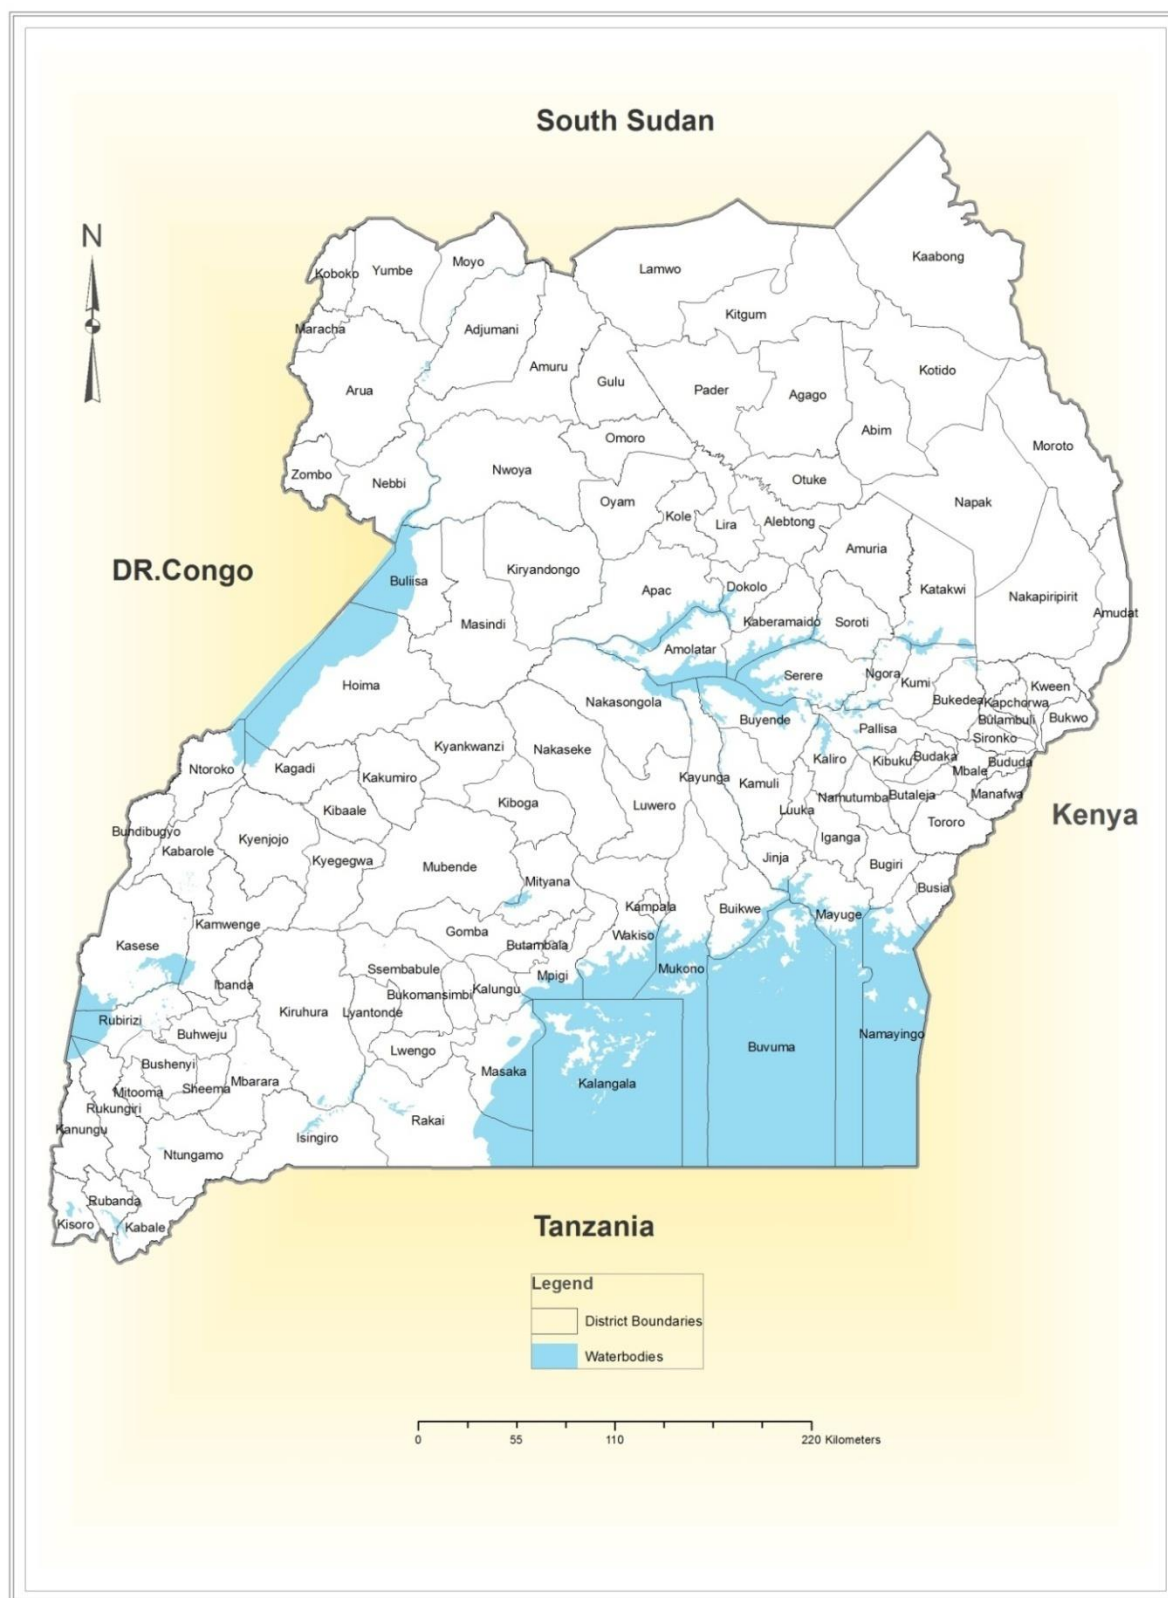 South Sudan
N
Kaabong
Moyo
Koboko
Yumbe
Lamwo
Kitgum
Maracha
Adjumani
Amuru
Gulu
Kotido
Arua
Pader
Agago
Abim
Omoro
Moroto
Zombo
Nebbi
Nwoya
Otuke
Oyam
Napak
Kole
Lira
Alebtong
Amuria
DR.Congo
Buliisa
Kiryandongo
Apac
Dokolo
Katakwi
Nakapiripirit
Amudat
Masindi
Kaberamaido
Soroti
Amolatar
Hoima
Serere
Ngora
Kumi
Kween
Nakasongola
Bukedea
Kapchorwa
Buyende
Bulambuli
Bukwo
Pallisa
Kyankwanzi
Nakaseke
Sironko
Ntoroko
Kagadi
Kakumiro
Kayunga
Kamuli
Kaliro
Kibuku
Budaka
Mbale
Bududa
Kibaale
Kiboga
Luwero
Luuka
Namutumba
Butaleja
Manafwa
Kenya
Bundibugyo
Kabarole
Kyenjojo
Kyegegwa
Iganga
Tororo
Mubende
Jinja
Bugiri
Mityana
Busia
Kamwenge
Kampala
Buikwe
Mayuge
Kasese
Gomba
Butambala
Wakiso
Ssembabule
Mpigi
Mukono
Ibanda
Bukomansimbi
Kalungu
Kiruhura
Lyantonde
Rubirizi
Buhweju
Namayingo
Lwengo
Buvuma
Bushenyi
Masaka
Mitooma
Sheema
Mbarara
Kalangala
Rukungiri
Kanungu
Rakai
Isingiro
Ntungamo
Rubanda
Kisoro
Kabale
Tanzania
Legend
District Boundaries
Waterbodies
0 55 110 220 Kilometers